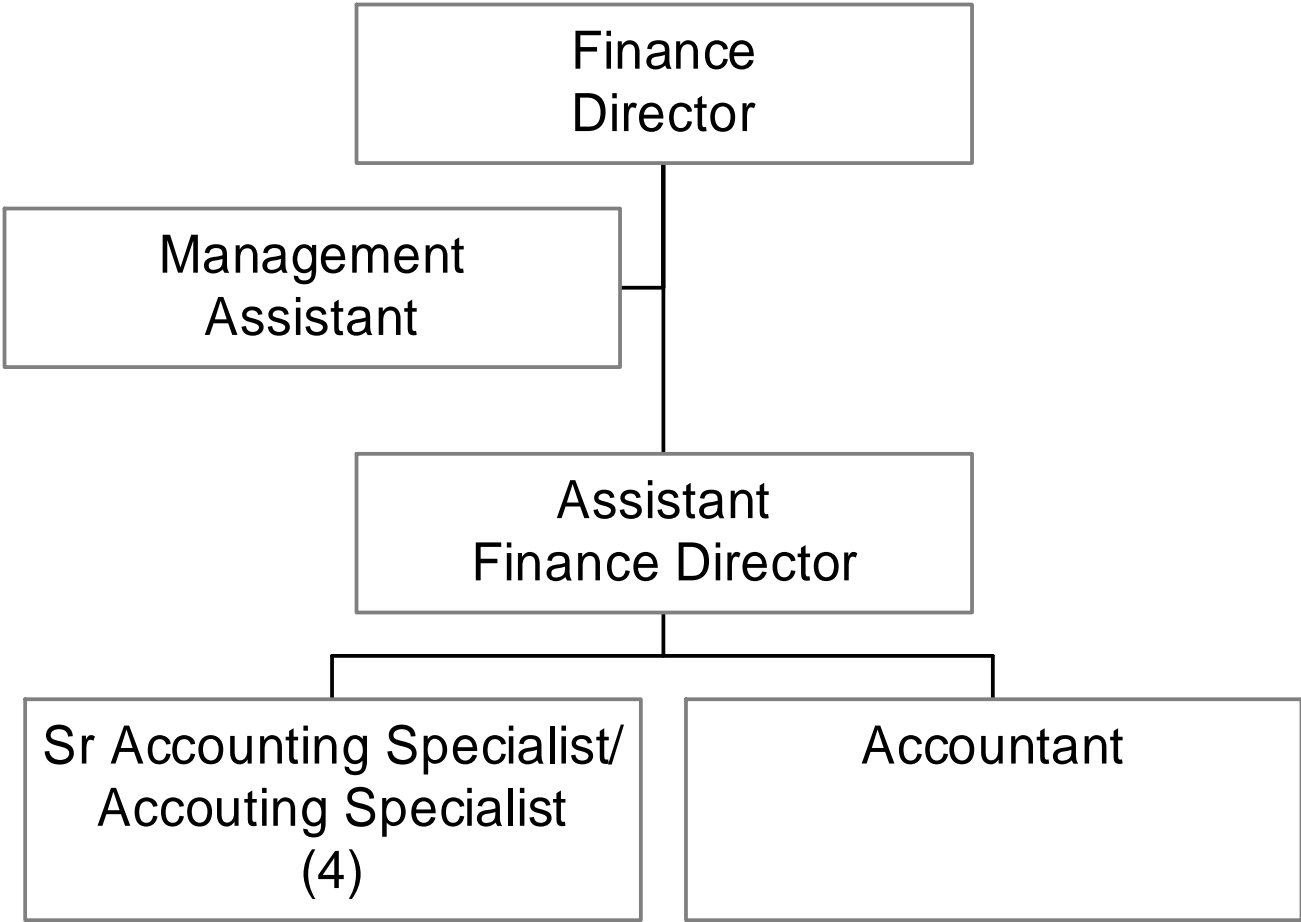 Finance
Director
Management
Assistant
Assistant
Finance Director
Sr Accounting Specialist/
Accouting Specialist
(4)
Accountant